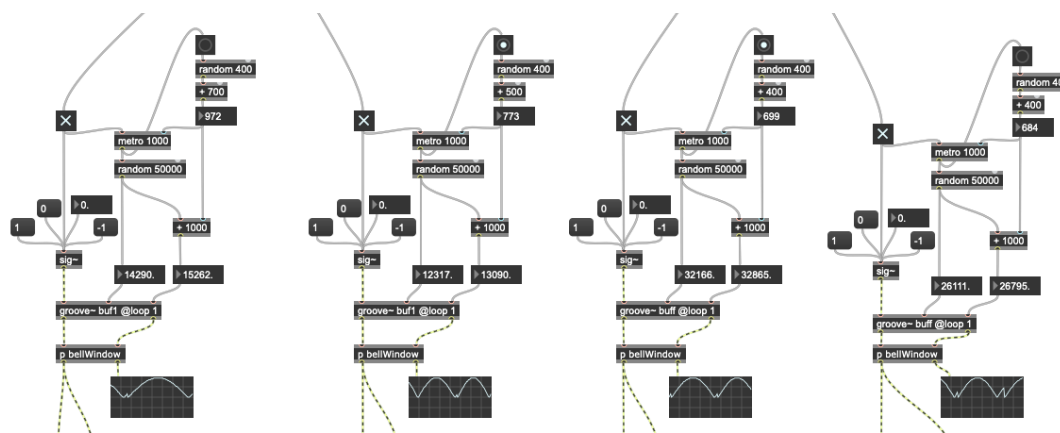 random 400
+ 700
972
metro 1000
random 50000
0
0.
1
-1
+ 1000
sig~
14290.
15262.
groove~ buf1 @loop 1
p bellWindow
random 400
+ 500
773
metro 1000
random 50000
0
0.
1
-1
+ 1000
sig~
12317.
13090.
groove~ buf1 @loop 1
p bellWindow
random 400
+ 400
699
metro 1000
random 50000
0
0.
1
-1
+ 1000
sig~
32166.
32865.
groove~ buff @loop 1
p bellWindow
random 40
+ 400
684
metro 1000
random 50000
0
0.
1
-1
+ 1000
sig~
26111.
26795.
groove~ buff @loop 1
p bellWindow